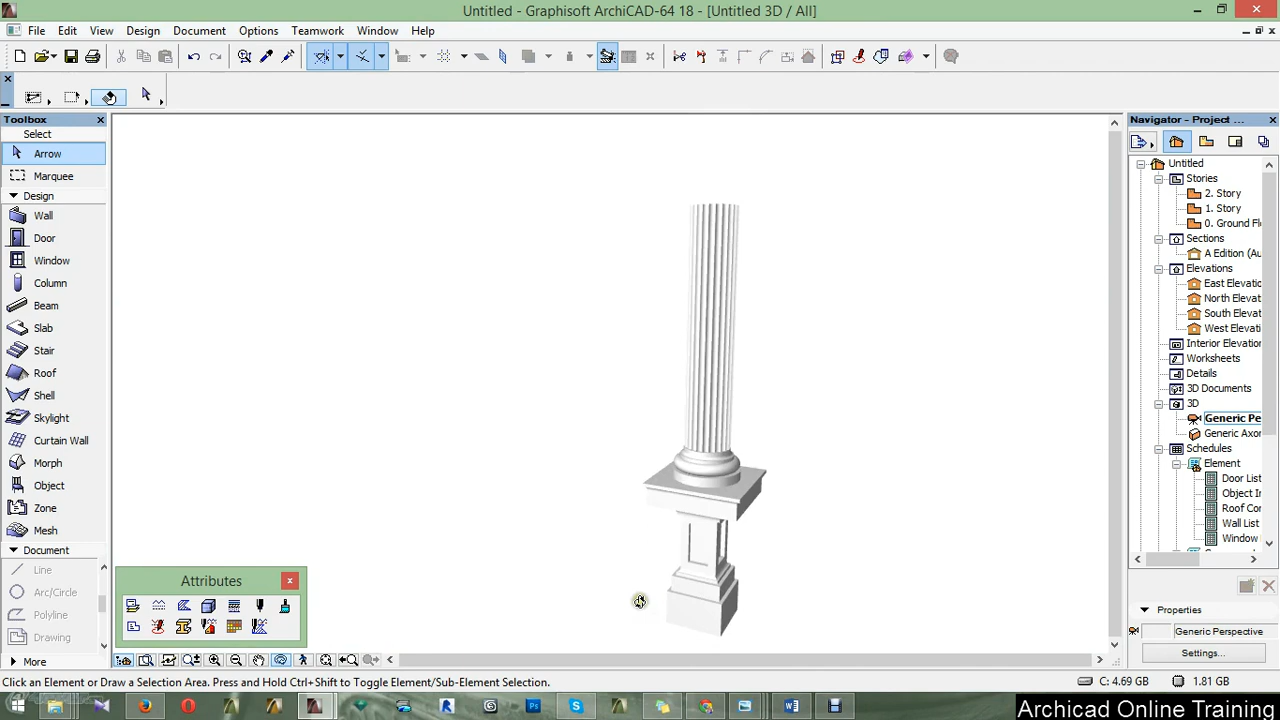 Untitled - Graphisoft ArchiCAD-64 18 - [Untitled 3D / All]
File Edit View Design Document Options Teamwork Window Help
Toolbox
Select
Arrow
Marquee
Design
Wall
Door
Window
Column
Beam
Slab
Stair
Roof
Shell
Skylight
Curtain Wall
Morph
Object
Zone
Mesh
Document
Line
Arc/Circle
Polyline
Drawing
More
Attributes
Navigator - Project ...
Untitled
Stories
2. Story
1. Story
0. Ground Fl
Sections
A Edition (Au
Elevations
East Elevatio
North Elevati
South Elevat
West Elevati
Interior Elevation
Worksheets
Details
3D Documents
3D
Generic Pe
Generic Axon
Schedules
Element
Door List
Object In
Roof Cor
Wall List
Window
Properties
Generic Perspective
Settings...
Click an Element or Draw a Selection Area. Press and Hold Ctrl+Shift to Toggle Element/Sub-Element Selection.
C: 4.69 GB
1.81 GB
Archicad Online Training